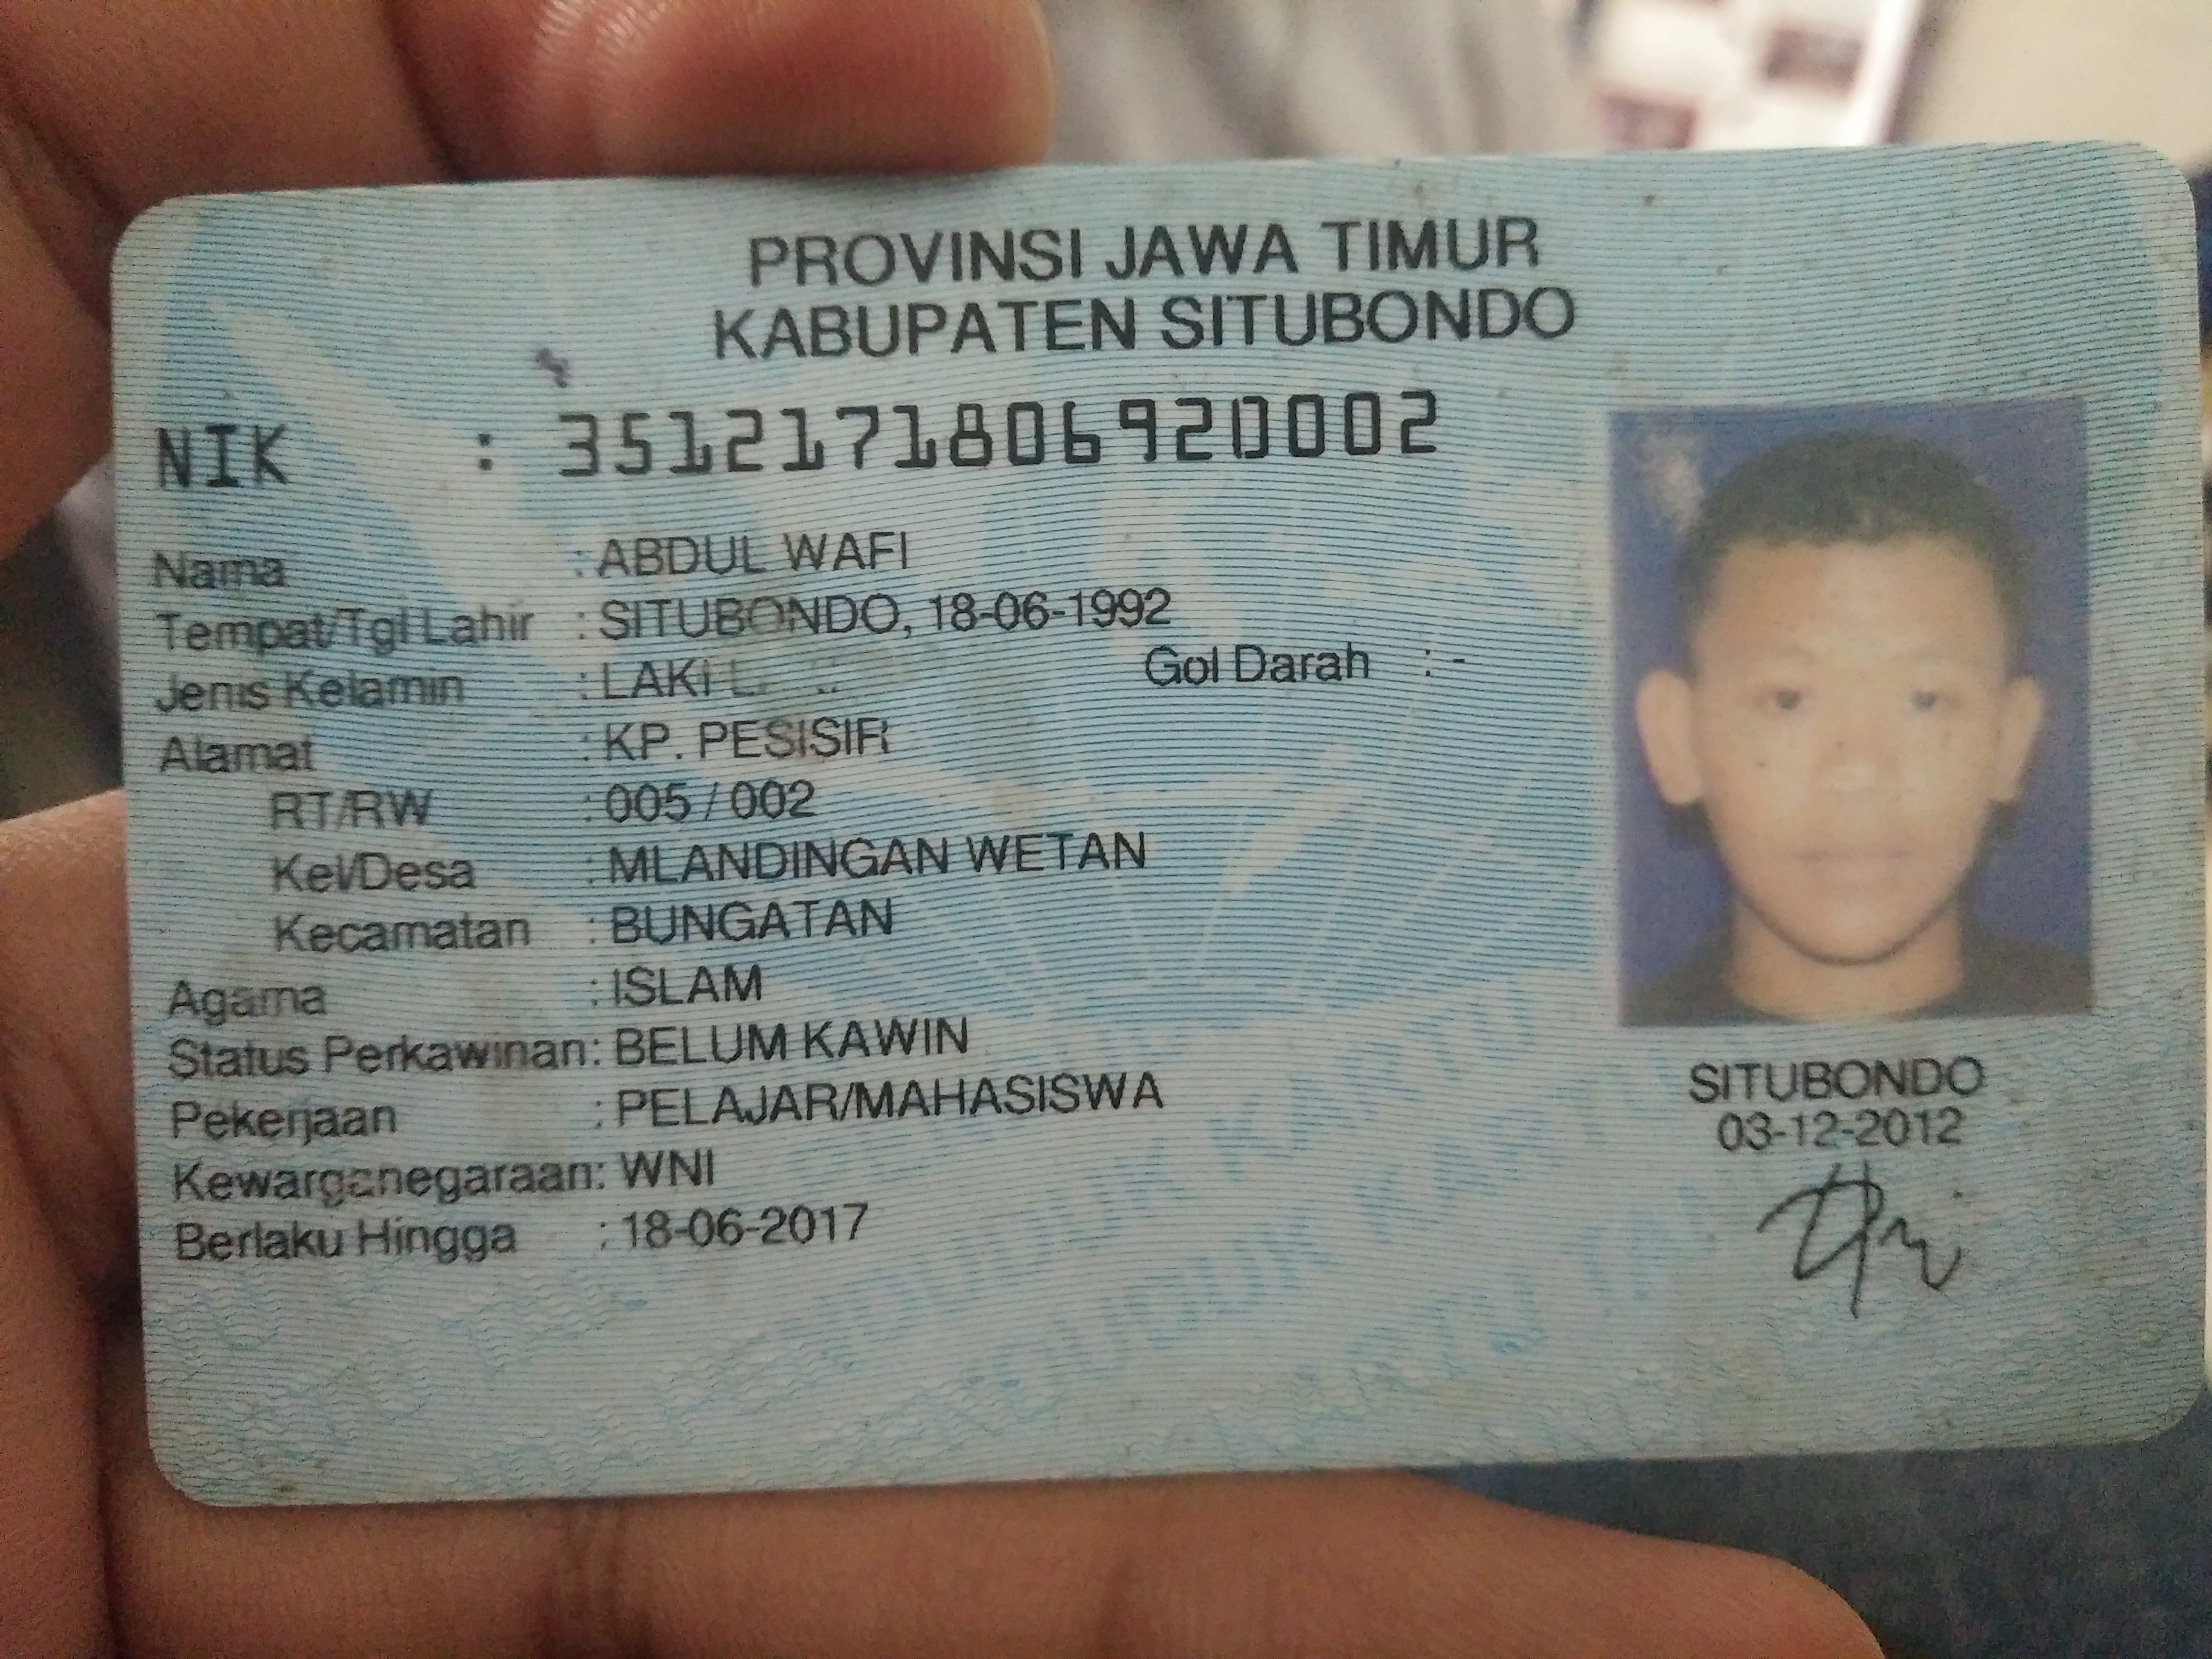 PROVINSI JAWA TIMUR
KABUPATEN SITUBONDO
NIK : 3512171806920002
Nama : ABDUL WAFI
Tempat/Tgl Lahir : SITUBONDO, 18-06-1992
Jenis Kelamin : LAKI Gol Darah : -
Alamat : KP. PESISIR
RT/RW : 005 / 002
Kel/Desa : MLANDINGAN WETAN
Kecamatan : BUNGATAN
Agama : ISLAM
Status Perkawinan: BELUM KAWIN
Pekerjaan : PELAJAR/MAHASISWA
Kewarganegaraan: WNI
Berlaku Hingga : 18-06-2017
SITUBONDO
03-12-2012